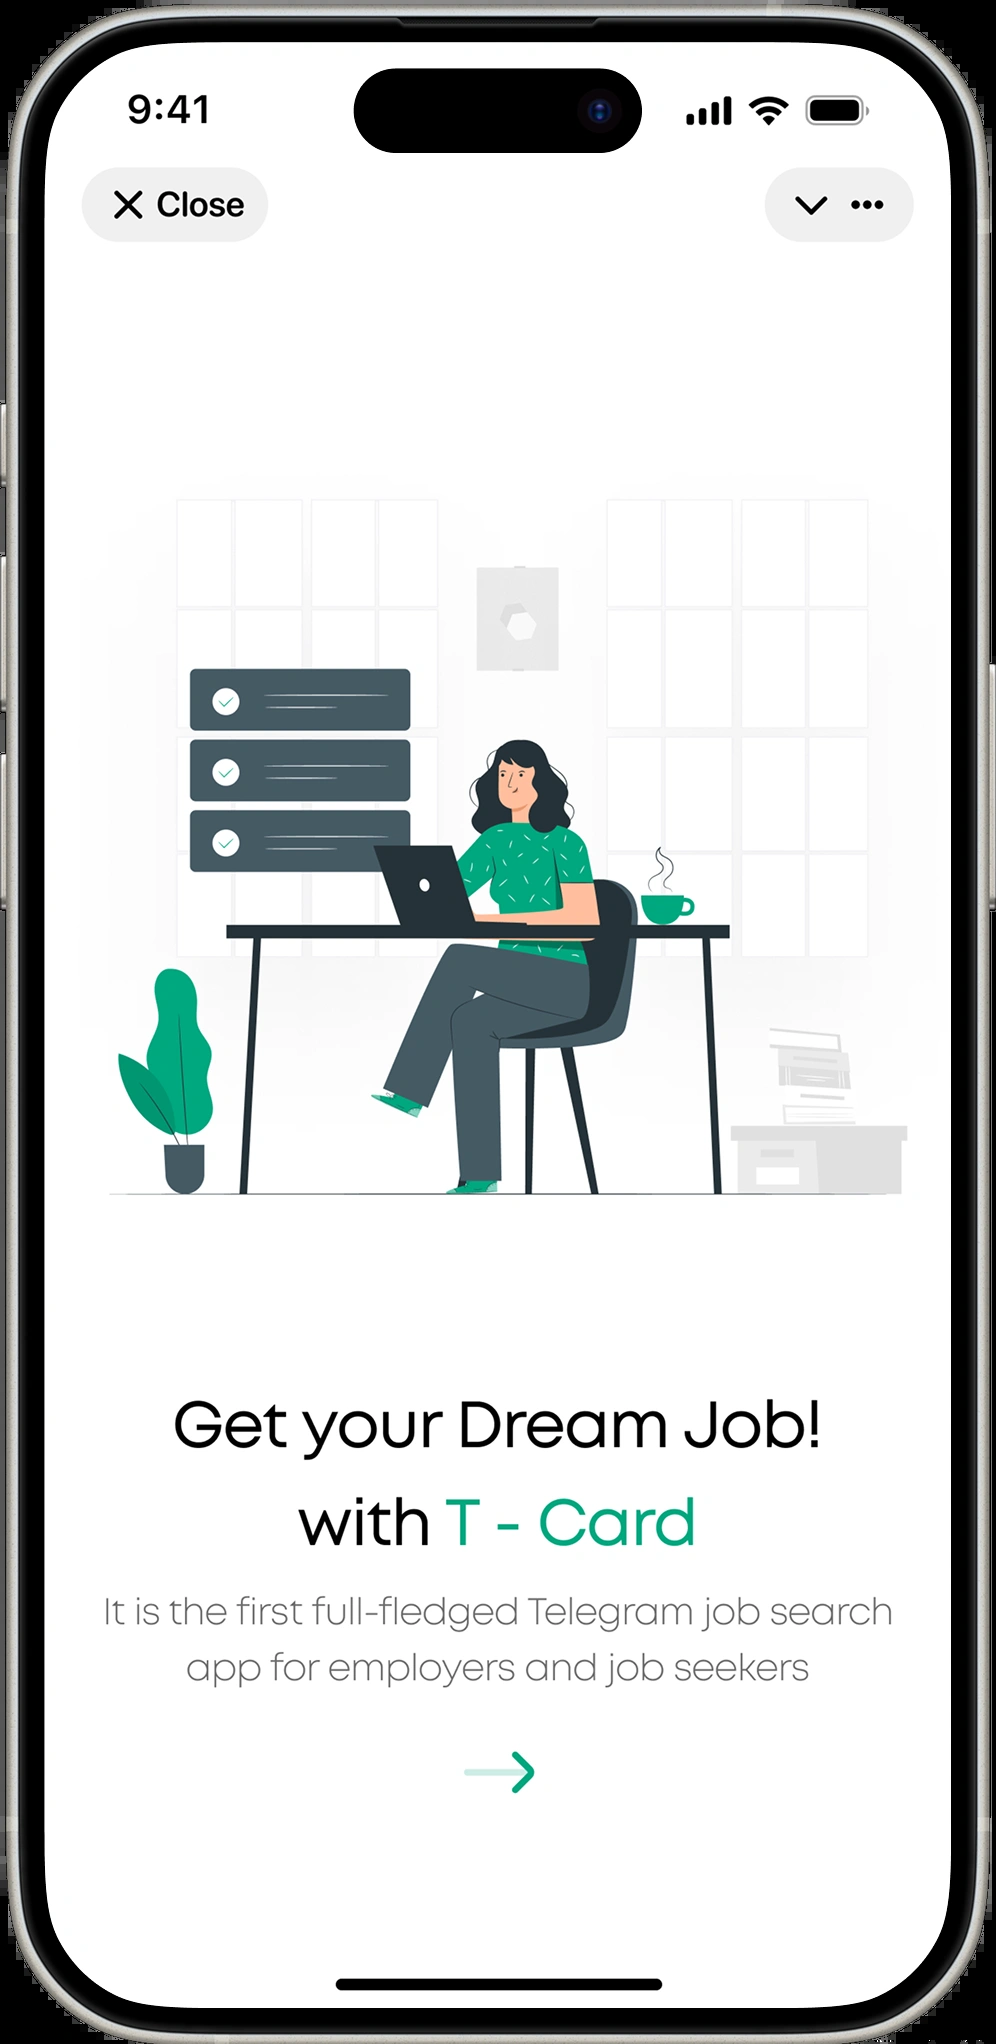 9:41
Close
Get your Dream Job!
with T - Card
It is the first full-fledged Telegram job search
app for employers and job seekers